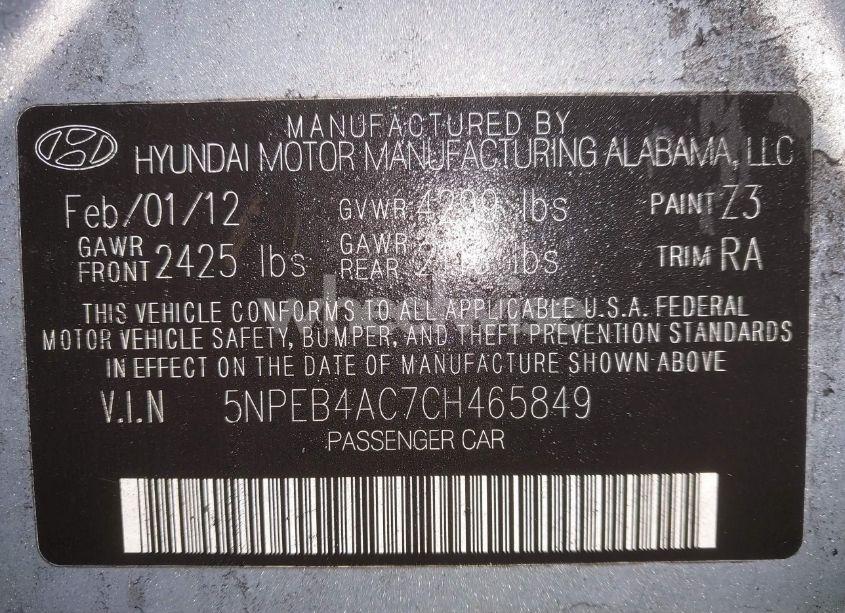 MANUFACTURED BY
HYUNDAI MOTOR MANUFACTURING ALABAMA, LLC
Feb/01/12 GVWR lbs PAINT Z3
GAWR FRONT 2425 lbs GAWR REAR lbs TRIM RA
THIS VEHICLE CONFORMS TO ALL APPLICABLE U.S.A. FEDERAL
MOTOR VEHICLE SAFETY, BUMPER, AND THEFT PREVENTION STANDARDS
IN EFFECT ON THE DATE OF MANUFACTURE SHOWN ABOVE
V.I.N 5NPEB4AC7CH465849
PASSENGER CAR